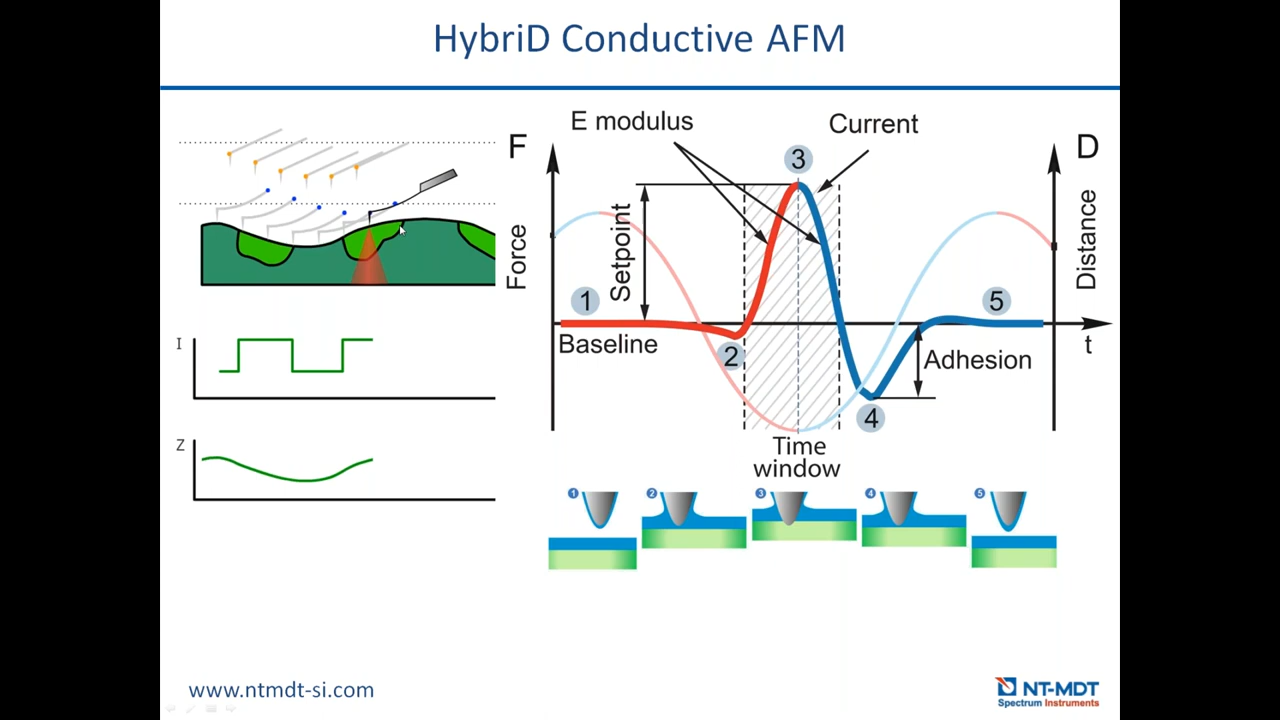 HybriD Conductive AFM
E modulus
Current
F
D
3
Force
Setpoint
Distance
1
5
Baseline
2
t
I
Adhesion
4
Z
Time
window
1
2
3
4
5
www.ntmdt-si.com
NT-MDT
Spectrum Instruments